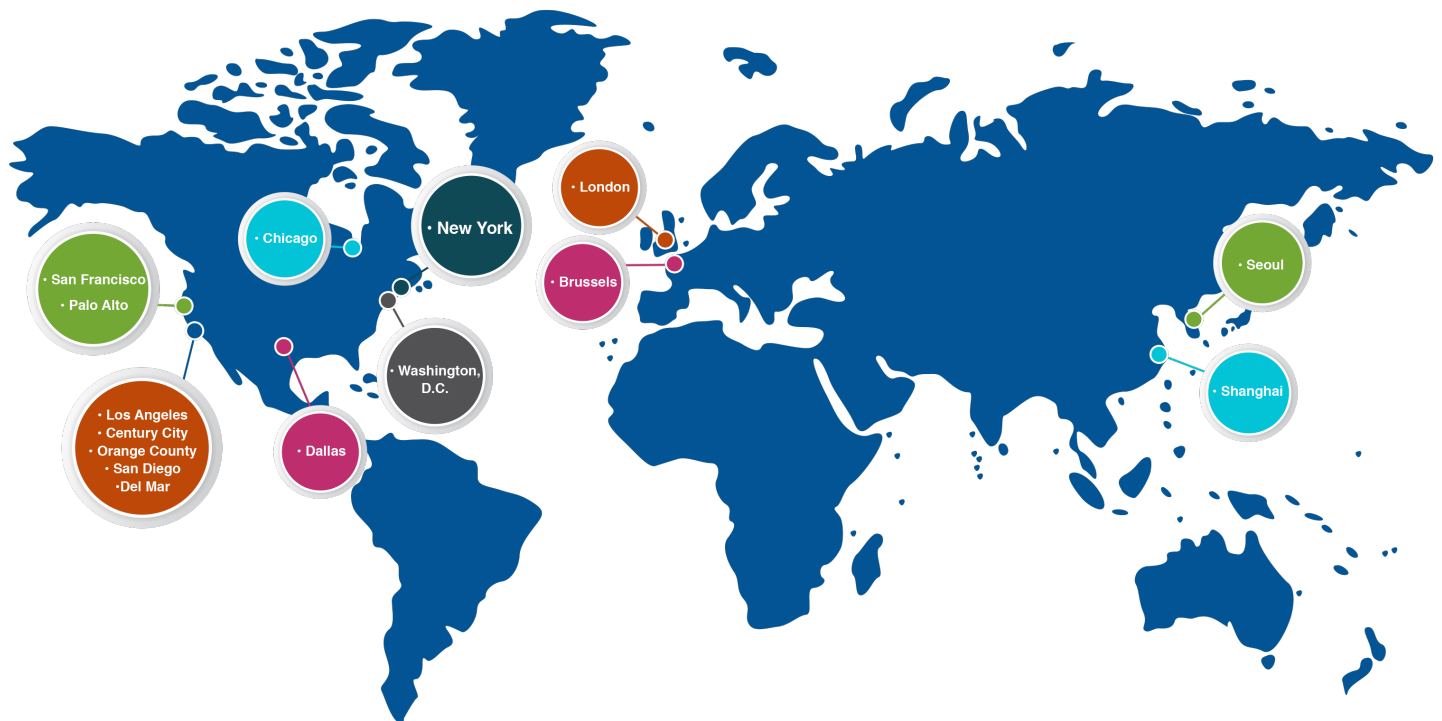 • London
• New York
• Chicago
• Seoul
• San Francisco
• Palo Alto
• Brussels
• Washington,
D.C.
• Shanghai
• Los Angeles
• Century City
• Orange County
• San Diego
•Del Mar
• Dallas